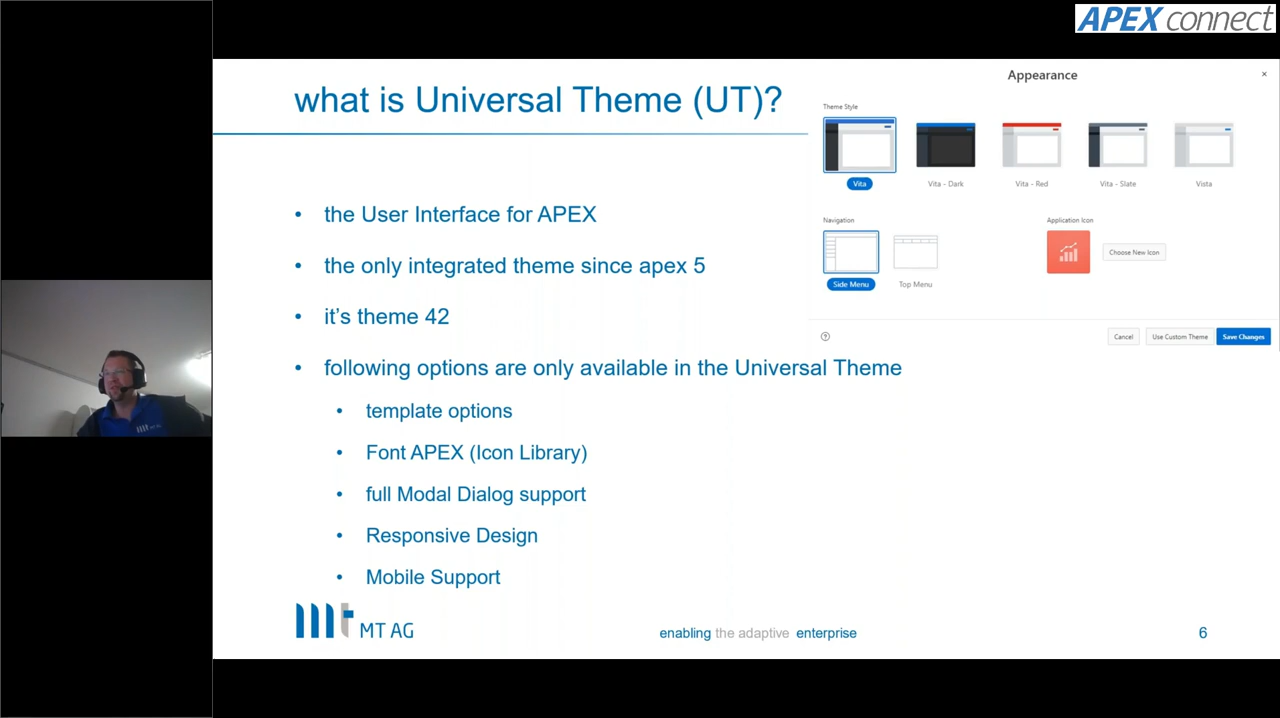 APEX connect
what is Universal Theme (UT)?
• the User Interface for APEX
• the only integrated theme since apex 5
• it's theme 42
• following options are only available in the Universal Theme
• template options
• Font APEX (Icon Library)
• full Modal Dialog support
• Responsive Design
• Mobile Support
Appearance
Theme Style
Vita
Vita - Dark
Vita - Red
Vita - Slate
Vista
Navigation
Side Menu
Top Menu
Application Icon
Choose New Icon
Cancel
Use Custom Theme
Save Changes
mt MT AG
enabling the adaptive enterprise
6
mt AG